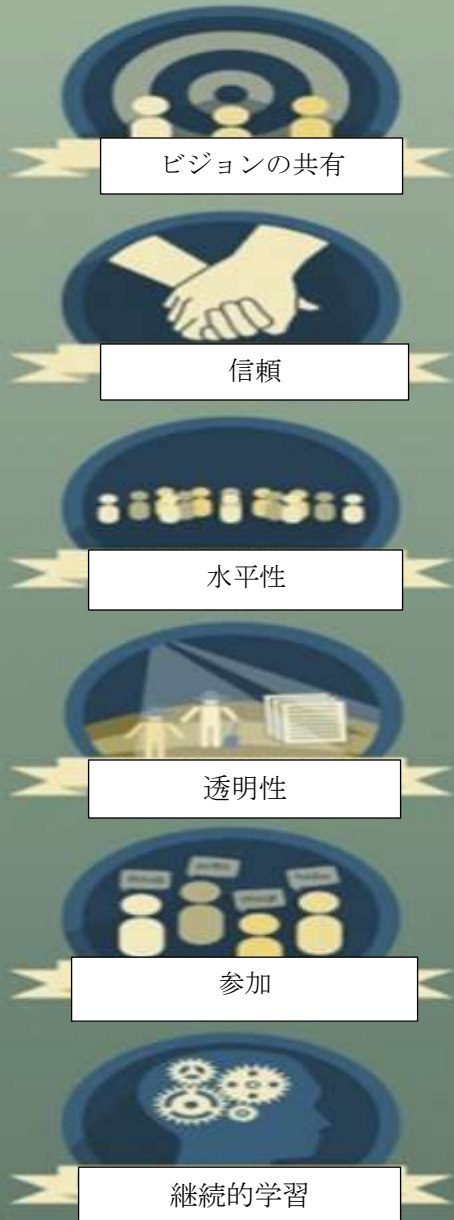 ビジョンの共有
信頼
水平性
透明性
参加
継続的学習